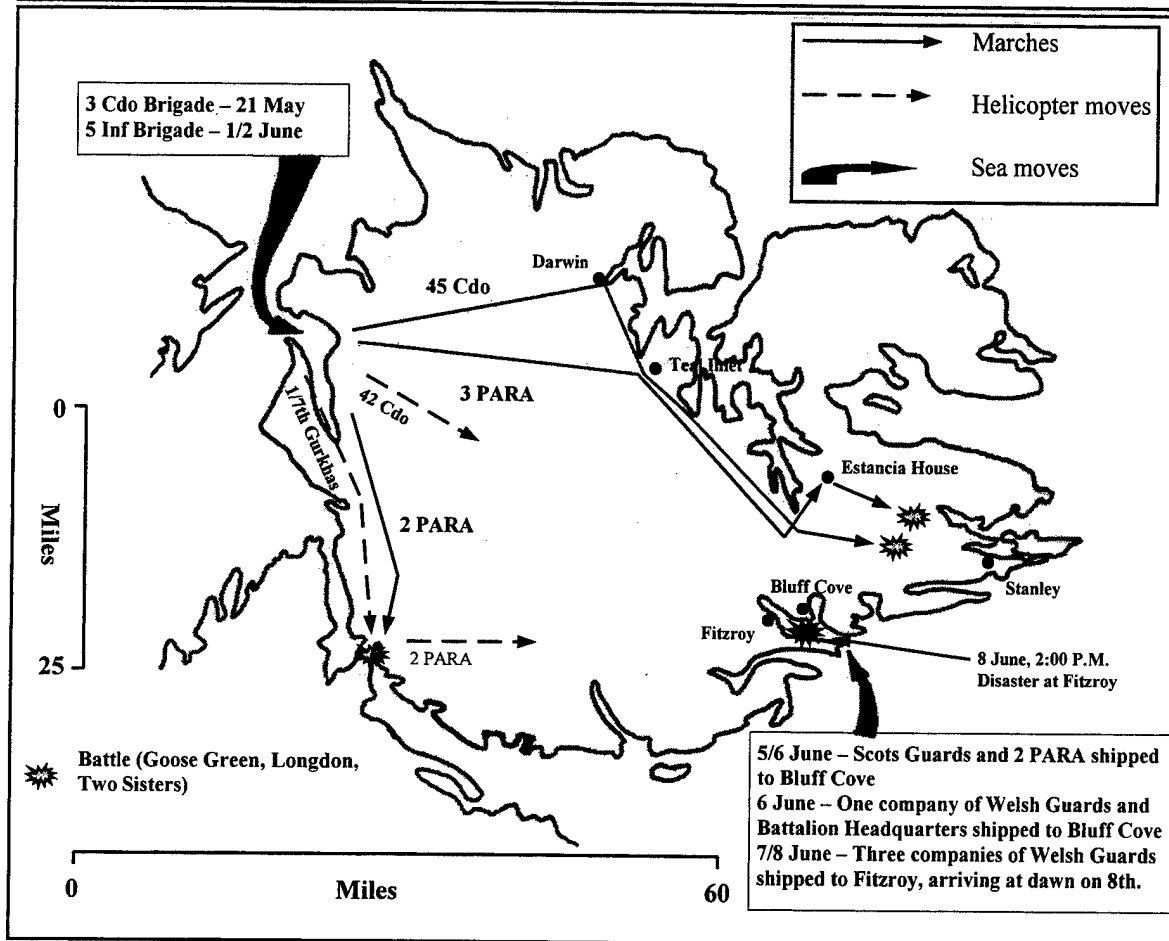 Marches
Helicopter moves
Sea moves
3 Cdo Brigade – 21 May
5 Inf Brigade – 1/2 June
Darwin
45 Cdo
Teal Inlet
3 PARA
42 Cdo
1/7th Gurkhas
0
Miles
25
2 PARA
Estancia House
Stanley
Bluff Cove
Fitzroy
2 PARA
8 June, 2:00 P.M.
Disaster at Fitzroy
Battle (Goose Green, Longdon,
Two Sisters)
5/6 June – Scots Guards and 2 PARA shipped
to Bluff Cove
6 June – One company of Welsh Guards and
Battalion Headquarters shipped to Bluff Cove
7/8 June – Three companies of Welsh Guards
shipped to Fitzroy, arriving at dawn on 8th.
0
Miles
60